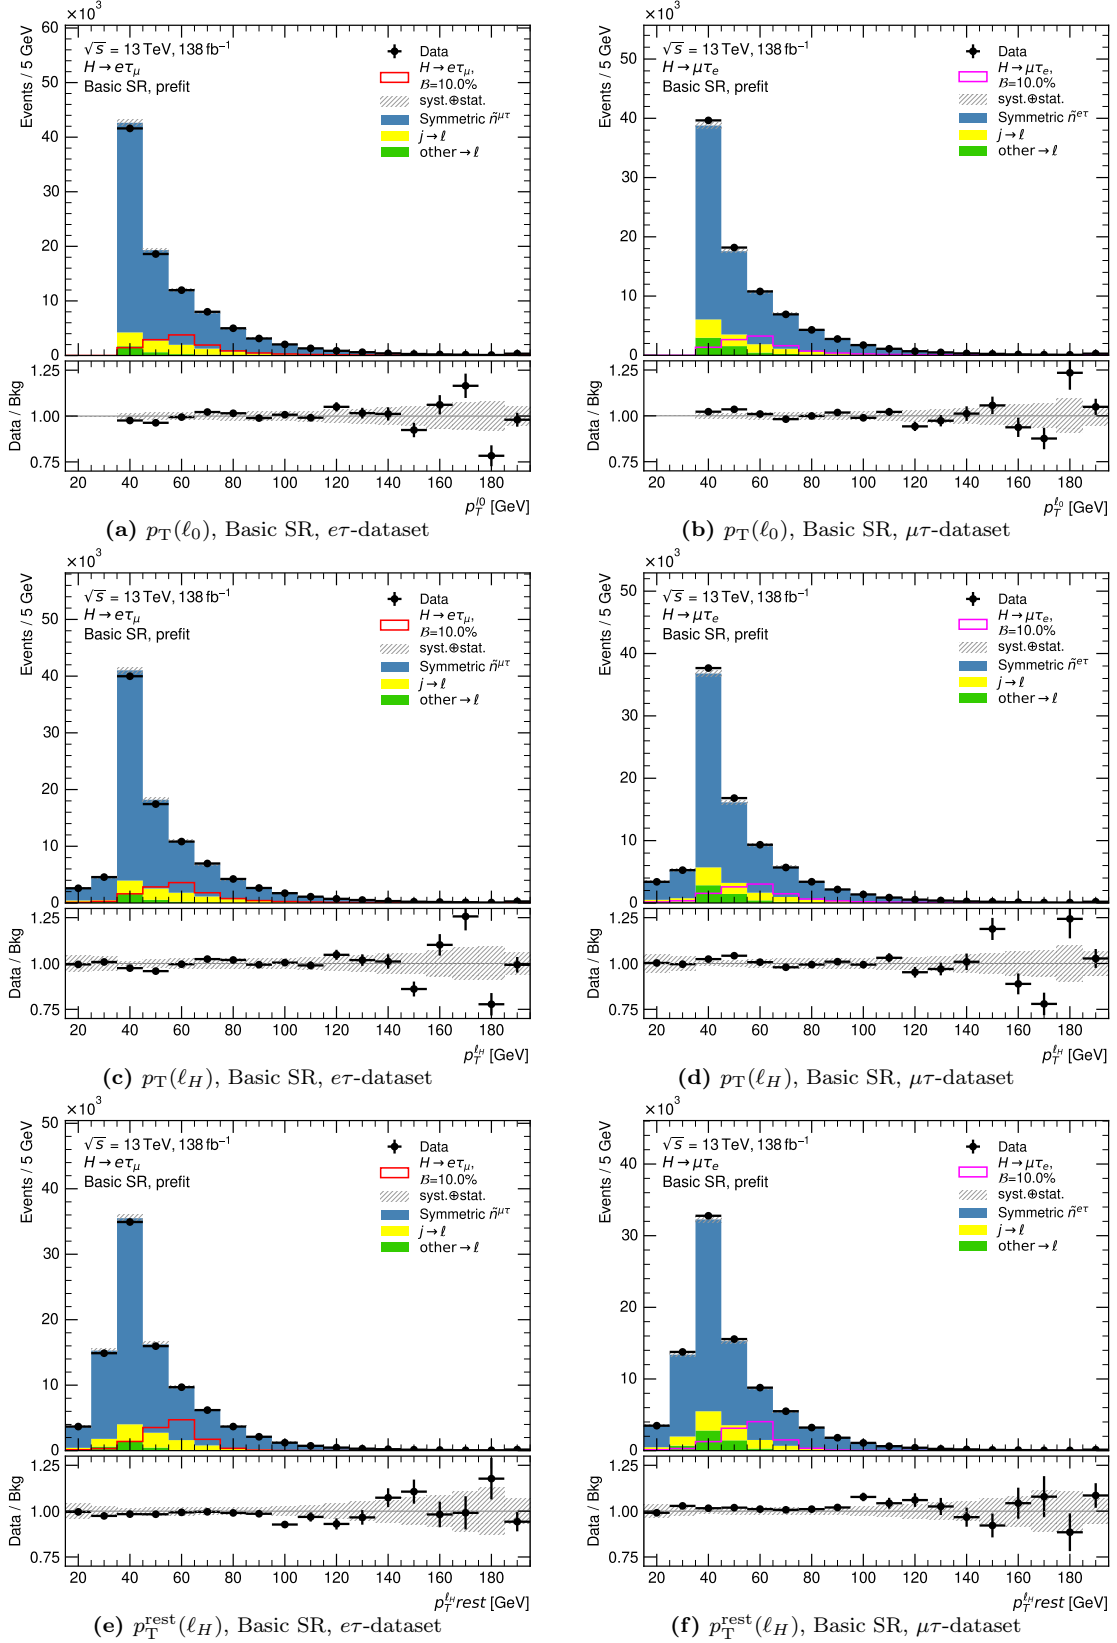 ×10³
Events / 5 GeV
60
50
40
30
20
10
0
√s = 13 TeV, 138 fb⁻¹
H → eτμ
Basic SR, prefit
Data
H → eτμ,
ℬ=10.0%
syst.⊕stat.
Symmetric ñ^μτ
j → ℓ
other → ℓ
Data / Bkg
1.25
1.00
0.75
20 40 60 80 100 120 140 160 180
p_T^l0 [GeV]
(a) p_T(ℓ₀), Basic SR, eτ-dataset
×10³
Events / 5 GeV
50
40
30
20
10
0
√s = 13 TeV, 138 fb⁻¹
H → μτe
Basic SR, prefit
Data
H → μτe,
ℬ=10.0%
syst.⊕stat.
Symmetric ñ^eτ
j → ℓ
other → ℓ
Data / Bkg
1.25
1.00
0.75
20 40 60 80 100 120 140 160 180
p_T^ℓ₀ [GeV]
(b) p_T(ℓ₀), Basic SR, μτ-dataset
×10³
Events / 5 GeV
50
40
30
20
10
0
√s = 13 TeV, 138 fb⁻¹
H → eτμ
Basic SR, prefit
Data
H → eτμ,
ℬ=10.0%
syst.⊕stat.
Symmetric ñ^μτ
j → ℓ
other → ℓ
Data / Bkg
1.25
1.00
0.75
20 40 60 80 100 120 140 160 180
p_T^ℓH [GeV]
(c) p_T(ℓ_H), Basic SR, eτ-dataset
×10³
Events / 5 GeV
50
40
30
20
10
0
√s = 13 TeV, 138 fb⁻¹
H → μτe
Basic SR, prefit
Data
H → μτe,
ℬ=10.0%
syst.⊕stat.
Symmetric ñ^eτ
j → ℓ
other → ℓ
Data / Bkg
1.25
1.00
0.75
20 40 60 80 100 120 140 160 180
p_T^ℓH [GeV]
(d) p_T(ℓ_H), Basic SR, μτ-dataset
×10³
Events / 5 GeV
50
40
30
20
10
0
√s = 13 TeV, 138 fb⁻¹
H → eτμ
Basic SR, prefit
Data
H → eτμ,
ℬ=10.0%
syst.⊕stat.
Symmetric ñ^μτ
j → ℓ
other → ℓ
Data / Bkg
1.25
1.00
0.75
20 40 60 80 100 120 140 160 180
p_T^ℓH rest [GeV]
(e) p_T^rest(ℓ_H), Basic SR, eτ-dataset
×10³
Events / 5 GeV
40
30
20
10
0
√s = 13 TeV, 138 fb⁻¹
H → μτe
Basic SR, prefit
Data
H → μτe,
ℬ=10.0%
syst.⊕stat.
Symmetric ñ^eτ
j → ℓ
other → ℓ
Data / Bkg
1.25
1.00
0.75
20 40 60 80 100 120 140 160 180
p_T^ℓH rest [GeV]
(f) p_T^rest(ℓ_H), Basic SR, μτ-dataset